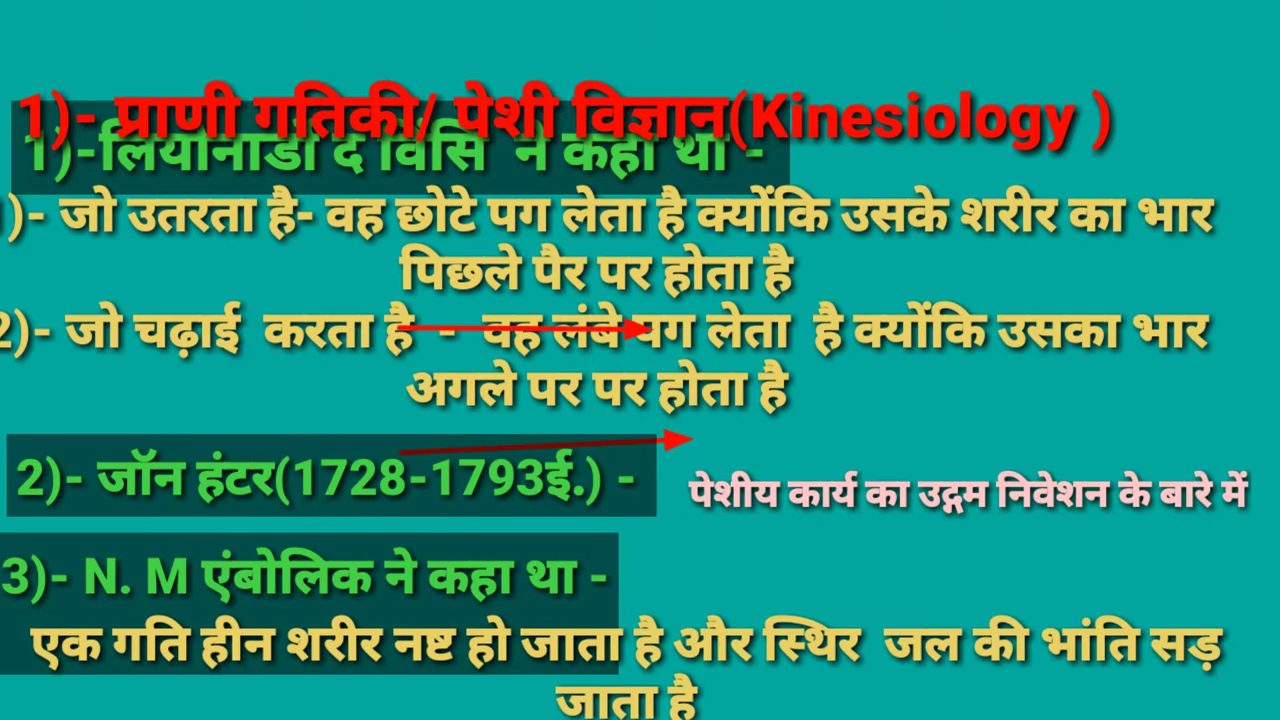 1)- प्राणी गतिकी/ पेशी विज्ञान(Kinesiology )
1)-लियोनार्डो द विंसि ने कहा था -
)- जो उतरता है- वह छोटे पग लेता है क्योंकि उसके शरीर का भार
पिछले पैर पर होता है
2)- जो चढ़ाई करता है - वह लंबे पग लेता है क्योंकि उसका भार
अगले पर पर होता है
2)- जॉन हंटर(1728-1793ई.) -
पेशीय कार्य का उद्गम निवेशन के बारे में
3)- N. M एंबोलिक ने कहा था -
एक गति हीन शरीर नष्ट हो जाता है और स्थिर जल की भांति सड़
जाता है